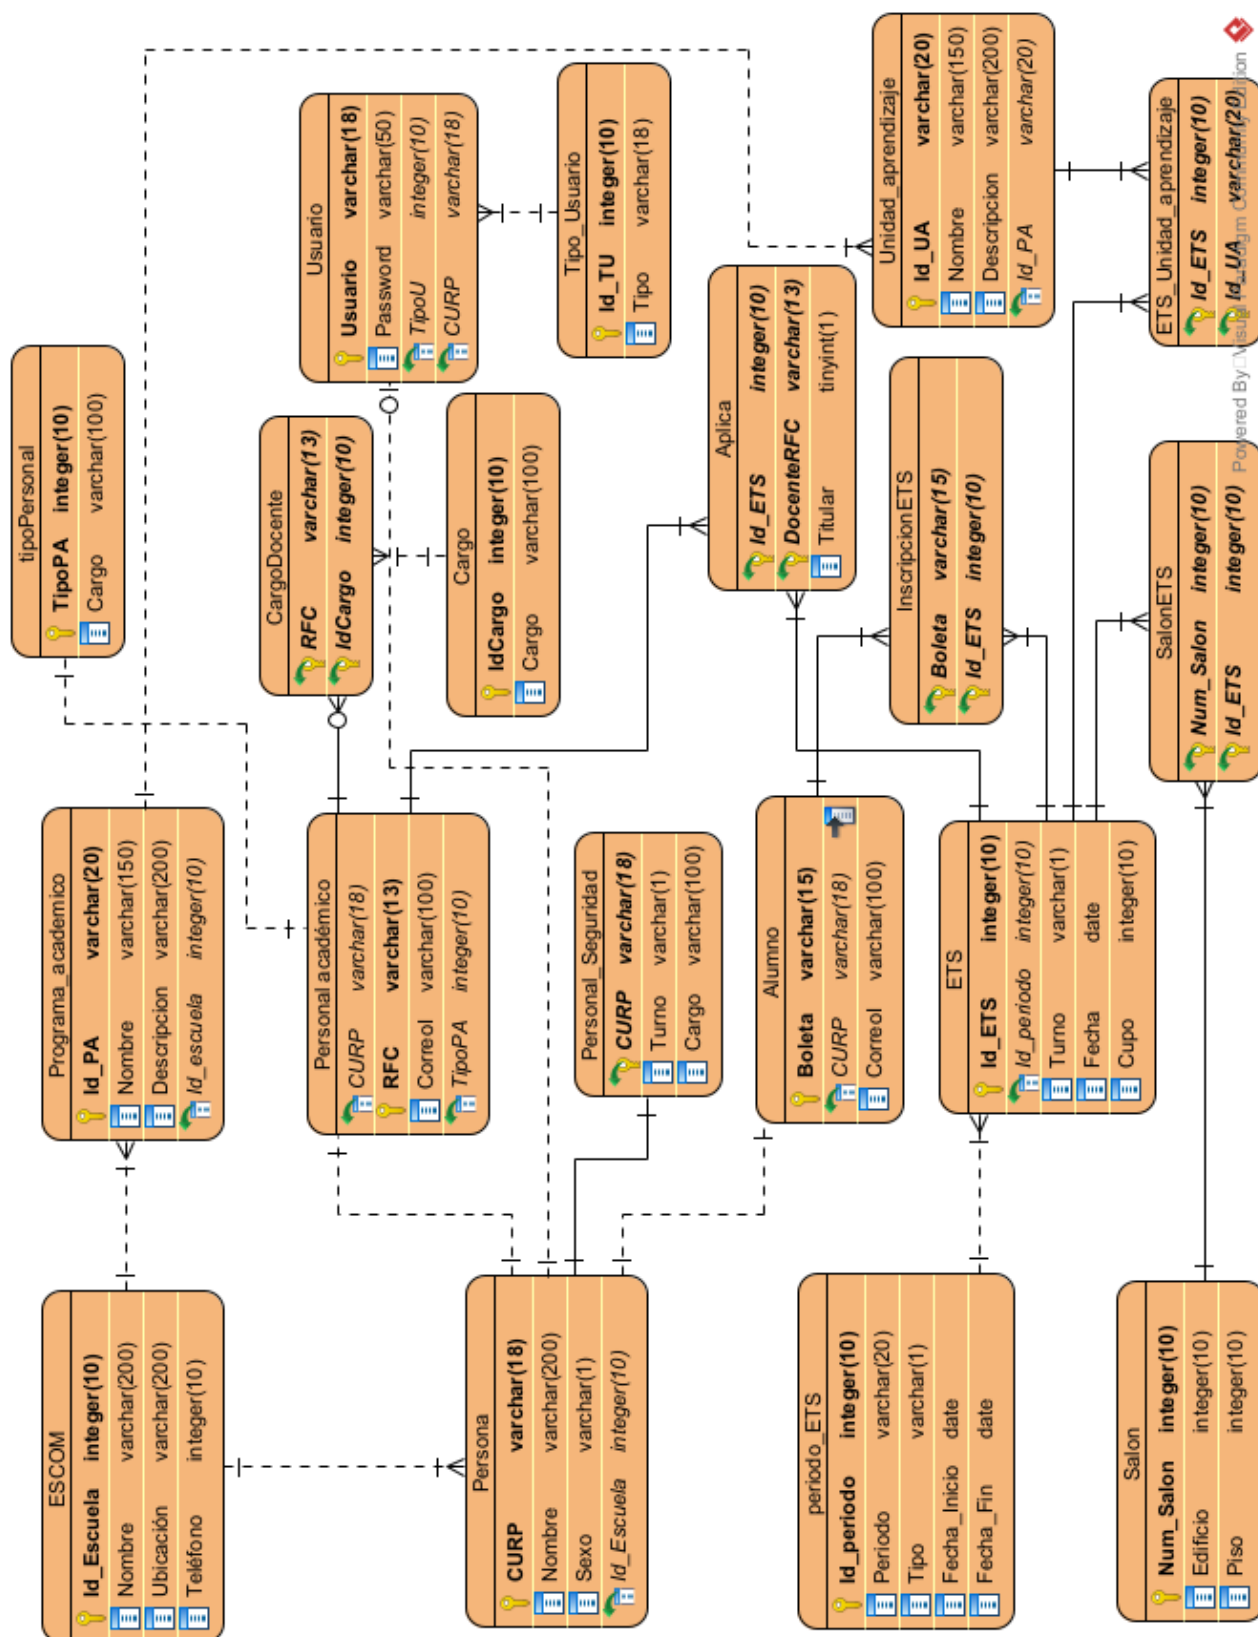 tipoPersonal
TipoPA integer(10)
Cargo varchar(100)
Programa_academico
Id_PA varchar(20)
Nombre varchar(150)
Descripcion varchar(200)
Id_escuela integer(10)
ESCOM
Id_Escuela integer(10)
Nombre varchar(200)
Ubicación varchar(200)
Teléfono integer(10)
CargoDocente
RFC varchar(13)
IdCargo integer(10)
Usuario
Usuario varchar(18)
Password varchar(50)
TipoU integer(10)
CURP varchar(18)
Personal académico
CURP varchar(18)
RFC varchar(13)
CorreoI varchar(100)
TipoPA integer(10)
Cargo
IdCargo integer(10)
Cargo varchar(100)
Persona
CURP varchar(18)
Nombre varchar(200)
Sexo varchar(1)
Id_Escuela integer(10)
Tipo_Usuario
Id_TU integer(10)
Tipo varchar(18)
Personal_Seguridad
CURP varchar(18)
Turno varchar(1)
Cargo varchar(100)
Aplica
Id_ETS integer(10)
DocenteRFC varchar(13)
Titular tinyint(1)
Alumno
Boleta varchar(15)
CURP varchar(18)
CorreoI varchar(100)
periodo_ETS
Id_periodo integer(10)
Periodo varchar(20)
Tipo varchar(1)
Fecha_Inicio date
Fecha_Fin date
Unidad_aprendizaje
Id_UA varchar(20)
Nombre varchar(150)
Descripcion varchar(200)
Id_PA varchar(20)
InscripcionETS
Boleta varchar(15)
Id_ETS integer(10)
ETS
Id_ETS integer(10)
Id_periodo integer(10)
Turno varchar(1)
Fecha date
Cupo integer(10)
Salon
Num_Salon integer(10)
Edificio integer(10)
Piso integer(10)
ETS_Unidad_aprendizaje
Id_ETS integer(10)
Id_UA varchar(20)
SalonETS
Num_Salon integer(10)
Id_ETS integer(10)
Powered By Visual Paradigm Community Edition